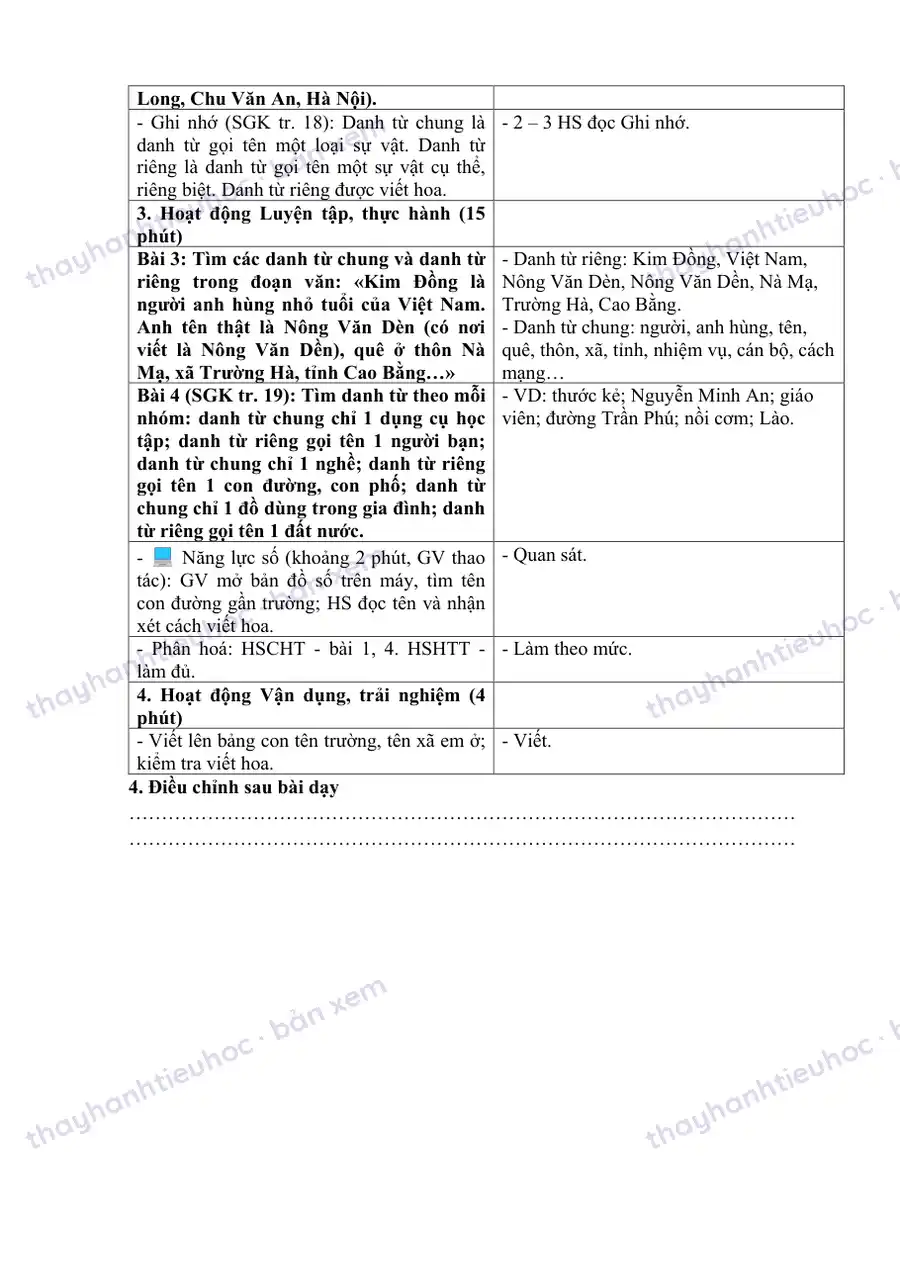 Long, Chu Văn An, Hà Nội).
- Ghi nhớ (SGK tr. 18): Danh từ chung là
danh từ gọi tên một loại sự vật. Danh từ
riêng là danh từ gọi tên một sự vật cụ thể,
riêng biệt. Danh từ riêng được viết hoa.
- 2 – 3 HS đọc Ghi nhớ.
3. Hoạt động Luyện tập, thực hành (15
phút)
Bài 3: Tìm các danh từ chung và danh từ
riêng trong đoạn văn: «Kim Đồng là
người anh hùng nhỏ tuổi của Việt Nam.
Anh tên thật là Nông Văn Dèn (có nơi
viết là Nông Văn Dền), quê ở thôn Nà
Mạ, xã Trường Hà, tỉnh Cao Bằng…»
- Danh từ riêng: Kim Đồng, Việt Nam,
Nông Văn Dèn, Nông Văn Dền, Nà Mạ,
Trường Hà, Cao Bằng.
- Danh từ chung: người, anh hùng, tên,
quê, thôn, xã, tỉnh, nhiệm vụ, cán bộ, cách
mạng…
Bài 4 (SGK tr. 19): Tìm danh từ theo mỗi
nhóm: danh từ chung chỉ 1 dụng cụ học
tập; danh từ riêng gọi tên 1 người bạn;
danh từ chung chỉ 1 nghề; danh từ riêng
gọi tên 1 con đường, con phố; danh từ
chung chỉ 1 đồ dùng trong gia đình; danh
từ riêng gọi tên 1 đất nước.
- VD: thước kẻ; Nguyễn Minh An; giáo
viên; đường Trần Phú; nồi cơm; Lào.
- 💻 Năng lực số (khoảng 2 phút, GV thao
tác): GV mở bản đồ số trên máy, tìm tên
con đường gần trường; HS đọc tên và nhận
xét cách viết hoa.
- Quan sát.
- Phân hoá: HSCHT - bài 1, 4. HSHTT -
làm đủ.
- Làm theo mức.
4. Hoạt động Vận dụng, trải nghiệm (4
phút)
- Viết lên bảng con tên trường, tên xã em ở;
kiểm tra viết hoa.
- Viết.
4. Điều chỉnh sau bài dạy
…………………………………………………………………………………………
…………………………………………………………………………………………
thayhanhtieuhoc · bản xem
thayhanhtieuhoc · b
thayhanhtieuhoc · bản xem
thayhanhtieuhoc · b
thayhanhtieuhoc · bản xem
thayhanhtieuhoc · b